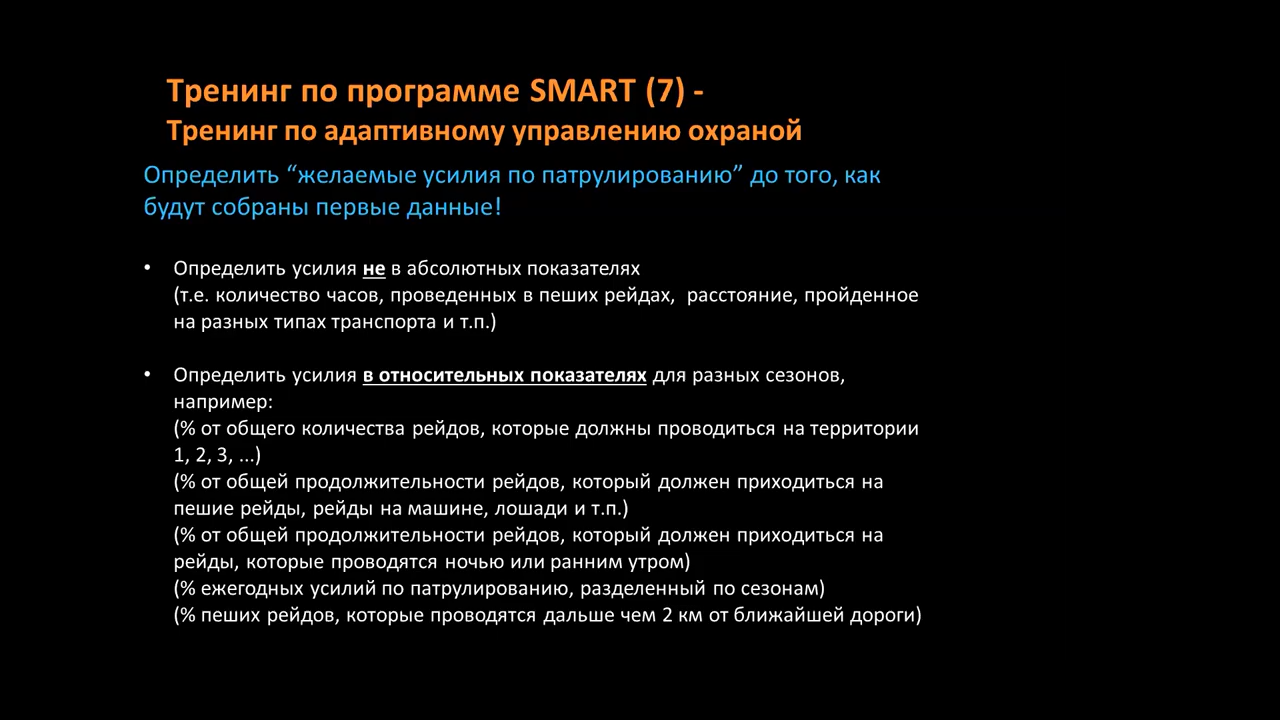 Тренинг по программе SMART (7) -
Тренинг по адаптивному управлению охраной
Определить “желаемые усилия по патрулированию” до того, как
будут собраны первые данные!
• Определить усилия не в абсолютных показателях
(т.е. количество часов, проведенных в пеших рейдах,  расстояние, пройденное
на разных типах транспорта и т.п.)
• Определить усилия в относительных показателях для разных сезонов,
например:
(% от общего количества рейдов, которые должны проводиться на территории
1, 2, 3, ...)
(% от общей продолжительности рейдов, который должен приходиться на
пешие рейды, рейды на машине, лошади и т.п.)
(% от общей продолжительности рейдов, который должен приходиться на
рейды, которые проводятся ночью или ранним утром)
(% ежегодных усилий по патрулированию, разделенный по сезонам)
(% пеших рейдов, которые проводятся дальше чем 2 км от ближайшей дороги)